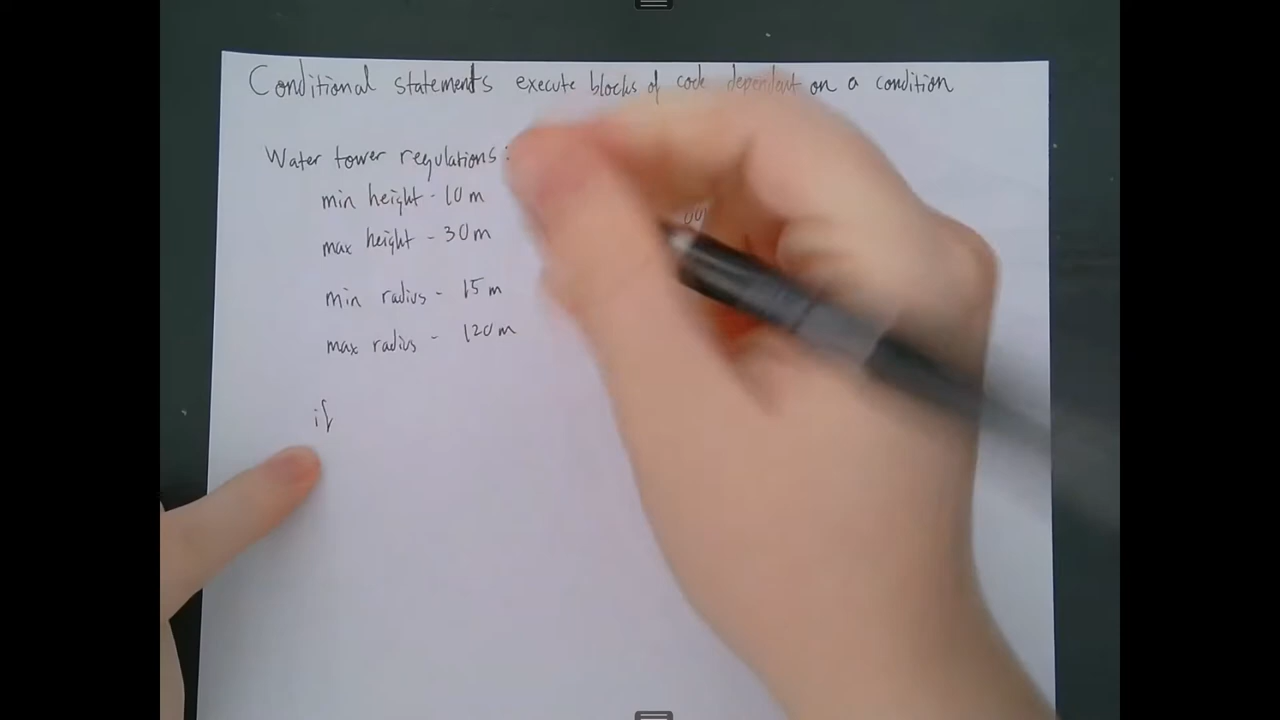 Conditional statements execute blocks of code dependant on a condition
Water tower regulations:
min height - 10 m
max height - 30 m
min radius - 15 m
max radius - 120 m
if